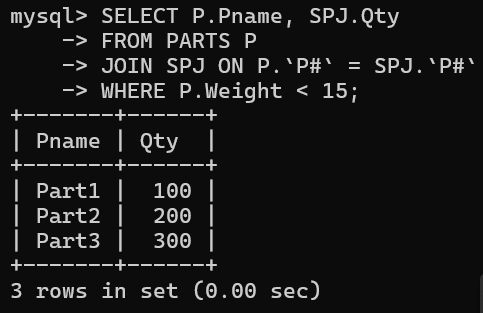 mysql> SELECT P.Pname, SPJ.Qty
    -> FROM PARTS P
    -> JOIN SPJ ON P.`P#` = SPJ.`P#`
    -> WHERE P.Weight < 15;
+-------+------+
| Pname | Qty  |
+-------+------+
| Part1 |  100 |
| Part2 |  200 |
| Part3 |  300 |
+-------+------+
3 rows in set (0.00 sec)